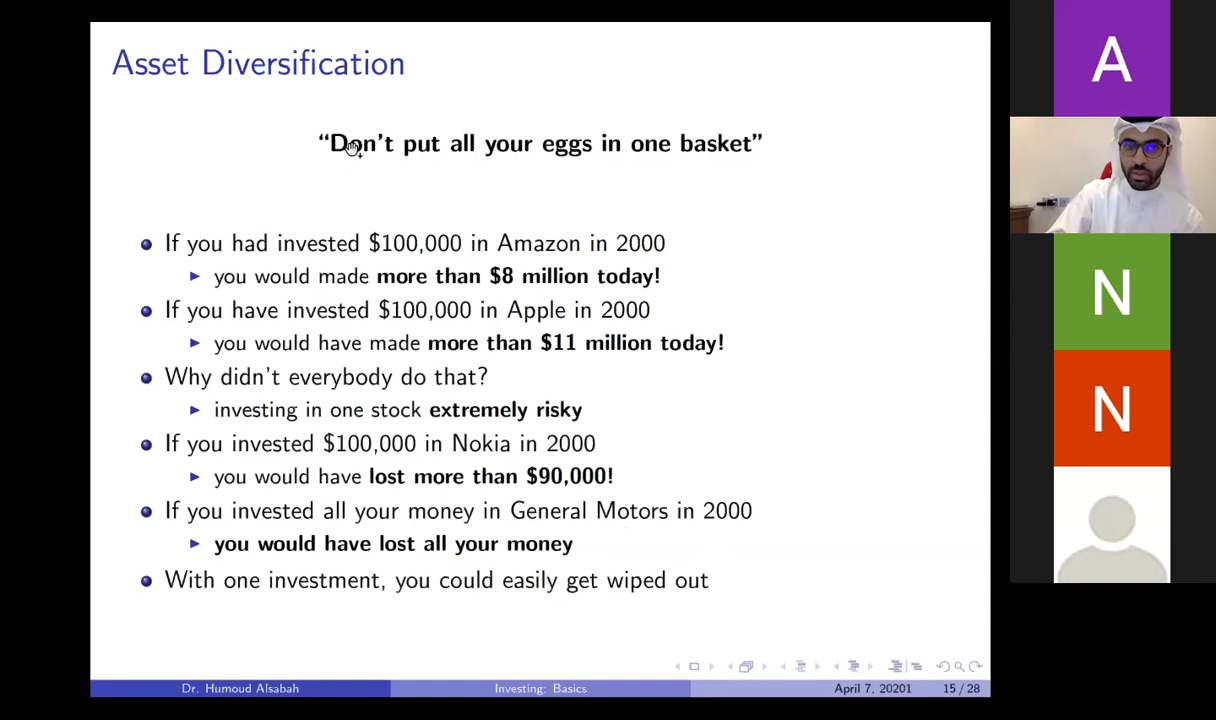 Asset Diversification
“Don't put all your eggs in one basket”
If you had invested $100,000 in Amazon in 2000
you would made more than $8 million today!
If you have invested $100,000 in Apple in 2000
you would have made more than $11 million today!
Why didn't everybody do that?
investing in one stock extremely risky
If you invested $100,000 in Nokia in 2000
you would have lost more than $90,000!
If you invested all your money in General Motors in 2000
you would have lost all your money
With one investment, you could easily get wiped out
Dr. Humoud Alsabah Investing: Basics April 7, 20201 15 / 28
A
N
N